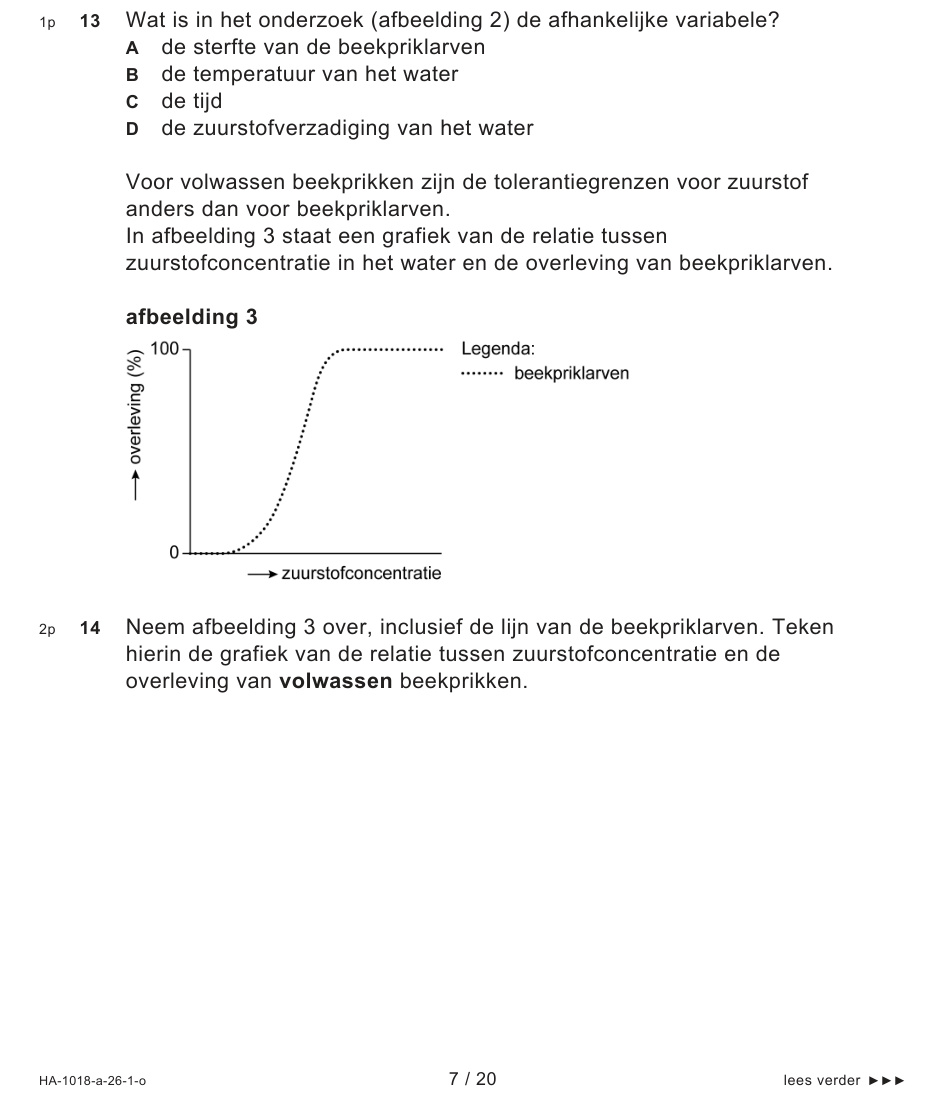 1p 13 Wat is in het onderzoek (afbeelding 2) de afhankelijke variabele?
A de sterfte van de beekpriklarven
B de temperatuur van het water
C de tijd
D de zuurstofverzadiging van het water
Voor volwassen beekprikken zijn de tolerantiegrenzen voor zuurstof
anders dan voor beekpriklarven.
In afbeelding 3 staat een grafiek van de relatie tussen
zuurstofconcentratie in het water en de overleving van beekpriklarven.
afbeelding 3
overleving (%)
100
0
zuurstofconcentratie
Legenda:
beekpriklarven
2p 14 Neem afbeelding 3 over, inclusief de lijn van de beekpriklarven. Teken
hierin de grafiek van de relatie tussen zuurstofconcentratie en de
overleving van volwassen beekprikken.
HA-1018-a-26-1-o 7 / 20 lees verder ►►►